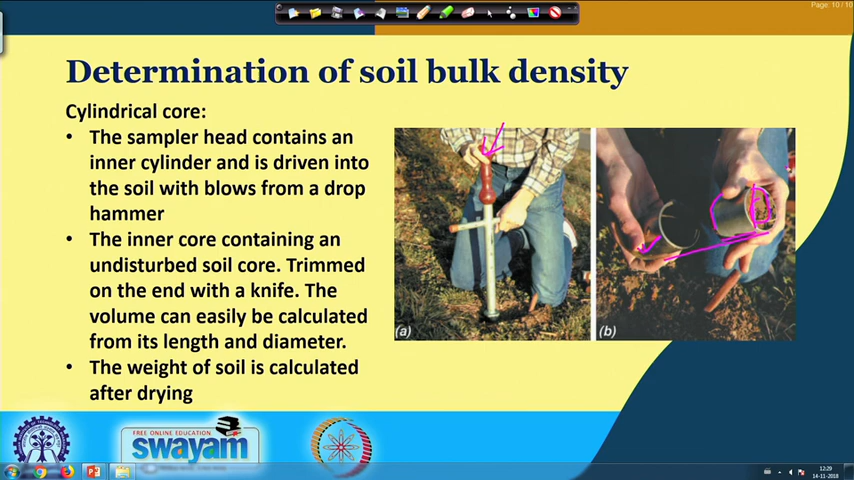 Page: 10 / 10
Determination of soil bulk density
Cylindrical core:
• The sampler head contains an
inner cylinder and is driven into
the soil with blows from a drop
hammer
• The inner core containing an
undisturbed soil core. Trimmed
on the end with a knife. The
volume can easily be calculated
from its length and diameter.
• The weight of soil is calculated
after drying
(a)
(b)
FREE ONLINE EDUCATION
swayam
12:29
14-11-2018